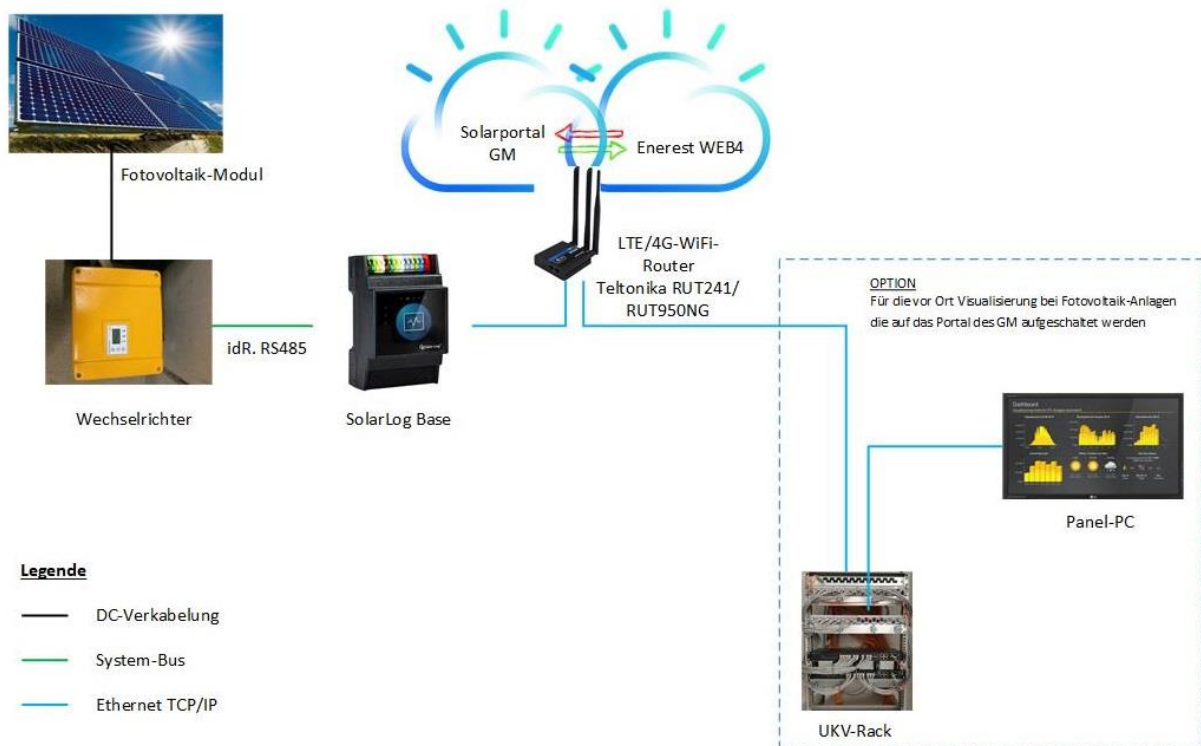 Solarportal
GM
Enerest WEB4
Fotovoltaik-Modul
LTE/4G-WiFi-
Router
Teltonika RUT241/
RUT950NG
OPTION
Für die vor Ort Visualisierung bei Fotovoltaik-Anlagen
die auf das Portal des GM aufgeschaltet werden
idR. RS485
Wechselrichter
SolarLog Base
Dashboard
Panel-PC
Legende
DC-Verkabelung
System-Bus
Ethernet TCP/IP
UKV-Rack